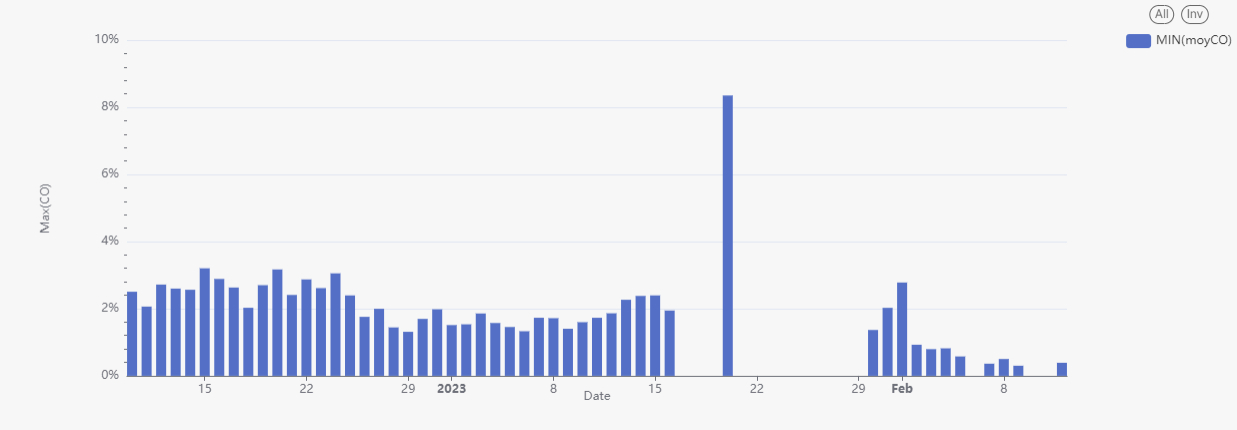 All Inv
MIN(moyCO)
10%
8%
6%
4%
2%
0%
Max(CO)
15 22 29 2023 8 15 22 29 Feb 8
Date